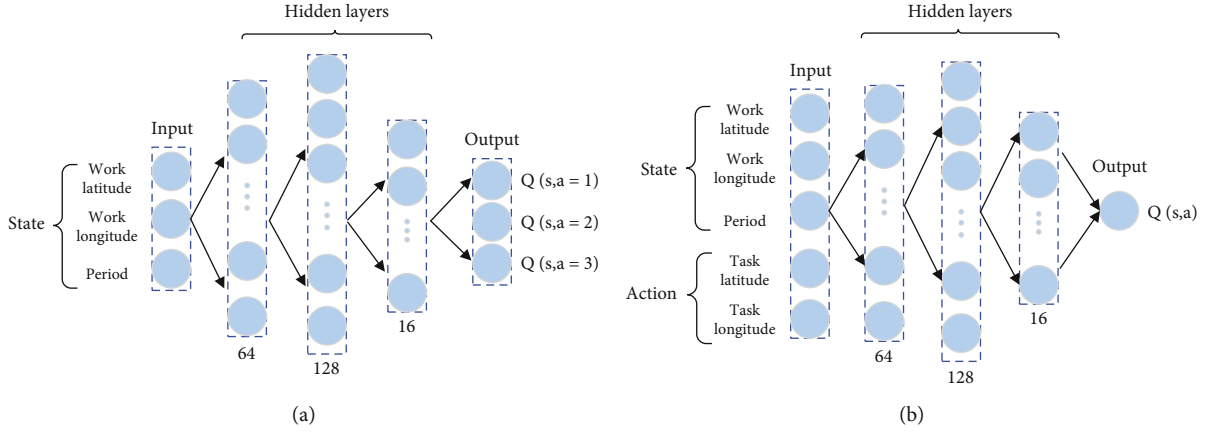 Hidden layers
Input
Output
State
Work
latitude
Work
longitude
Period
Q (s,a = 1)
Q (s,a = 2)
Q (s,a = 3)
64
128
16
(a)
Hidden layers
Input
Output
State
Work
latitude
Work
longitude
Period
Action
Task
latitude
Task
longitude
Q (s,a)
64
128
16
(b)